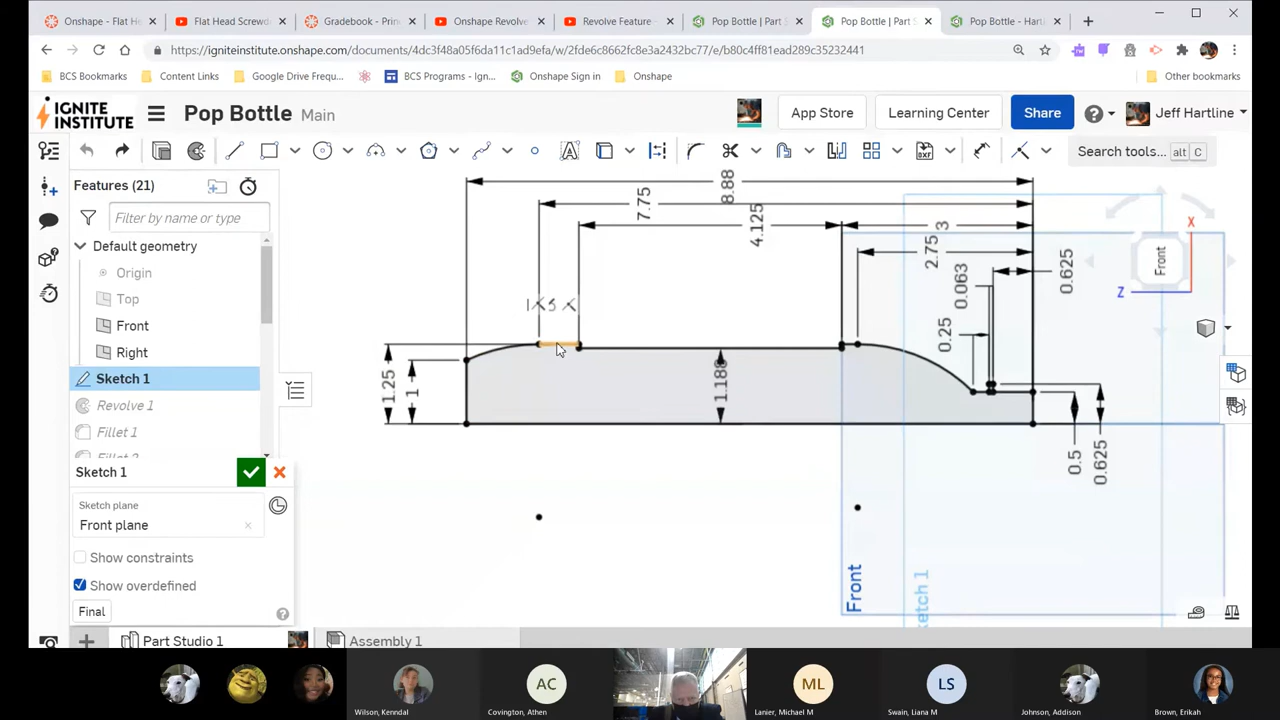 Onshape - Flat H
Flat Head Screwd
Gradebook - Prin
Onshape Revolve
Revolve Feature -
Pop Bottle | Part S
Pop Bottle | Part S
Pop Bottle - Hartl
https://igniteinstitute.onshape.com/documents/4dc3f48a05f6da11c1ad9efa/w/2fde6c8662fc8e3a2432bc77/e/b80c4ff81ead289c35232441
BCS Bookmarks
Content Links
Google Drive Frequ...
BCS Programs - Ign...
Onshape Sign in
Onshape
Other bookmarks
IGNITE
INSTITUTE
Pop Bottle Main
App Store
Learning Center
Share
Jeff Hartline
Search tools... alt C
Features (21)
Filter by name or type
Default geometry
Origin
Top
Front
Right
Sketch 1
Revolve 1
Fillet 1
Sketch 1
Sketch plane
Front plane
Show constraints
Show overdefined
Final
8.88
7.75
4.125
3
2.75
0.625
0.063
0.25
1.25
1
1.188
0.5
0.625
Front
X
Z
Front
Part Studio 1
Assembly 1
Wilson, Kenndal
AC
Covington, Athen
ML
Lanier, Michael M
LS
Swain, Liana M
Johnson, Addison
Brown, Erikah